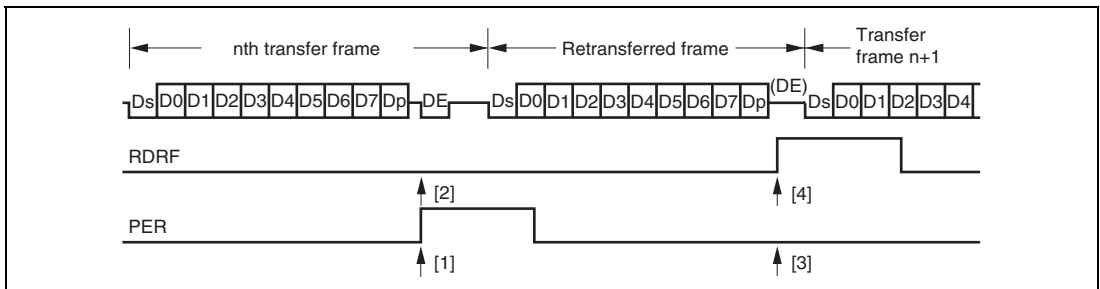 nth transfer frame
Retransferred frame
Transfer
frame n+1
Ds D0 D1 D2 D3 D4 D5 D6 D7 Dp DE Ds D0 D1 D2 D3 D4 D5 D6 D7 Dp (DE) Ds D0 D1 D2 D3 D4
RDRF
[2] [4]
PER
[1] [3]